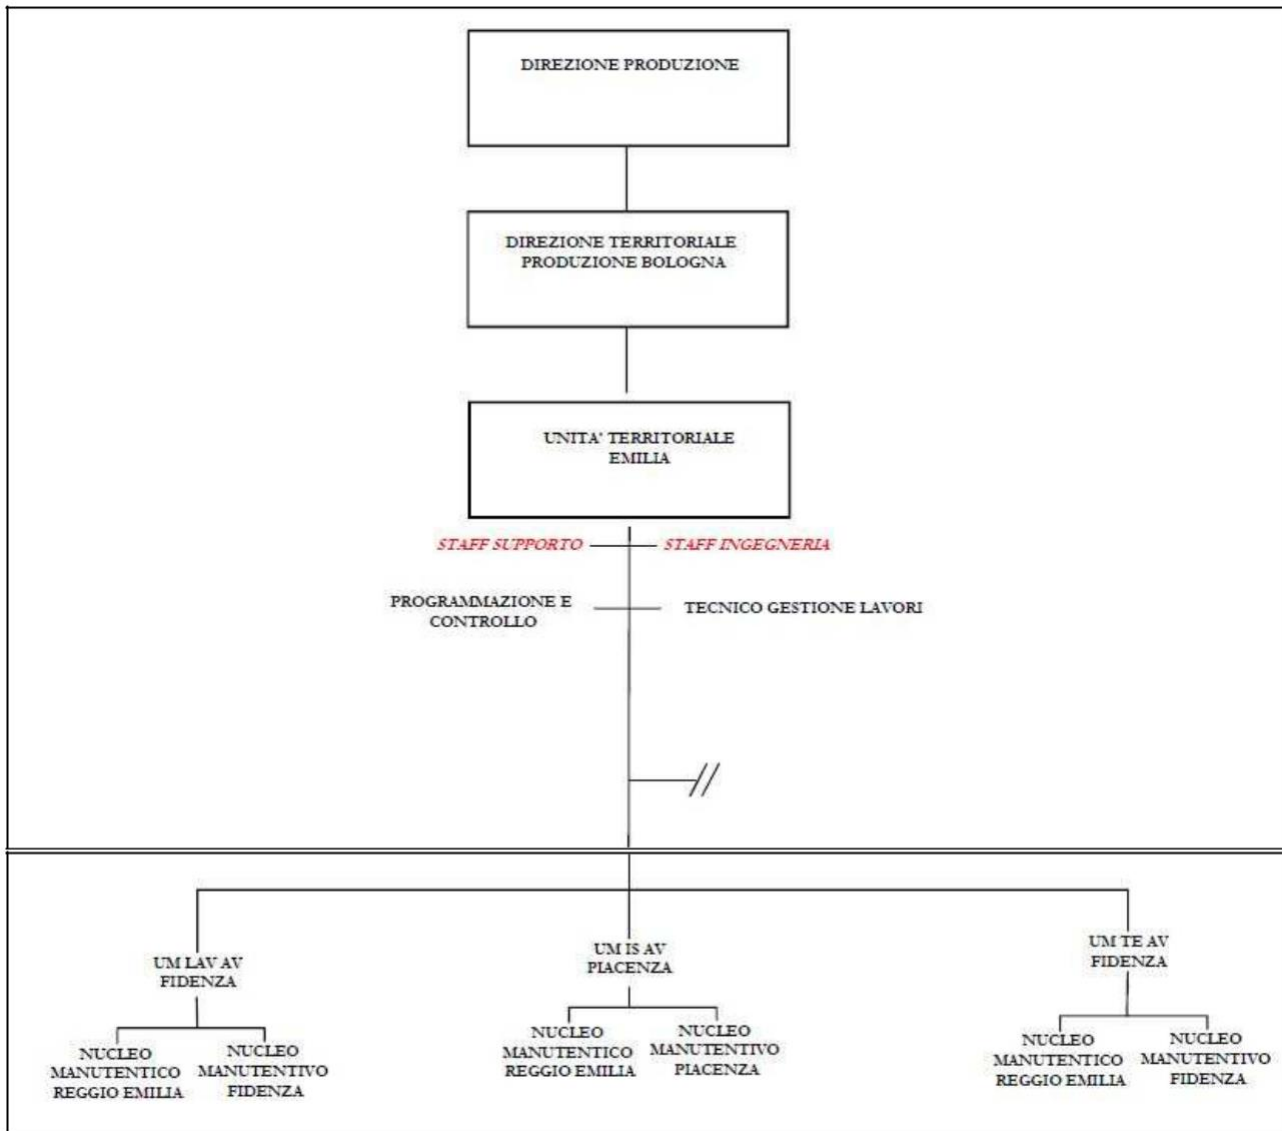 DIREZIONE PRODUZIONE
DIREZIONE TERRITORIALE
PRODUZIONE BOLOGNA
UNITA' TERRITORIALE
EMILIA
STAFF SUPPORTO
STAFF INGEGNERIA
PROGRAMMAZIONE E
CONTROLLO
TECNICO GESTIONE LAVORI
UM LAV AV
FIDENZA
NUCLEO
MANUTENTICO
REGGIO EMILIA
NUCLEO
MANUTENTIVO
FIDENZA
UM IS AV
PIACENZA
NUCLEO
MANUTENTICO
REGGIO EMILIA
NUCLEO
MANUTENTIVO
PIACENZA
UM TE AV
FIDENZA
NUCLEO
MANUTENTICO
REGGIO EMILIA
NUCLEO
MANUTENTIVO
FIDENZA